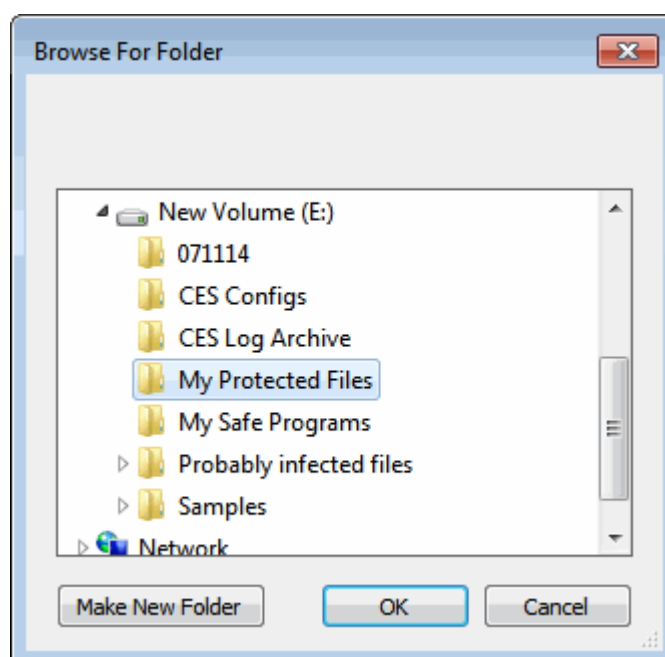 Browse For Folder
New Volume (E:)
071114
CES Configs
CES Log Archive
My Protected Files
My Safe Programs
Probably infected files
Samples
Network
Make New Folder
OK
Cancel